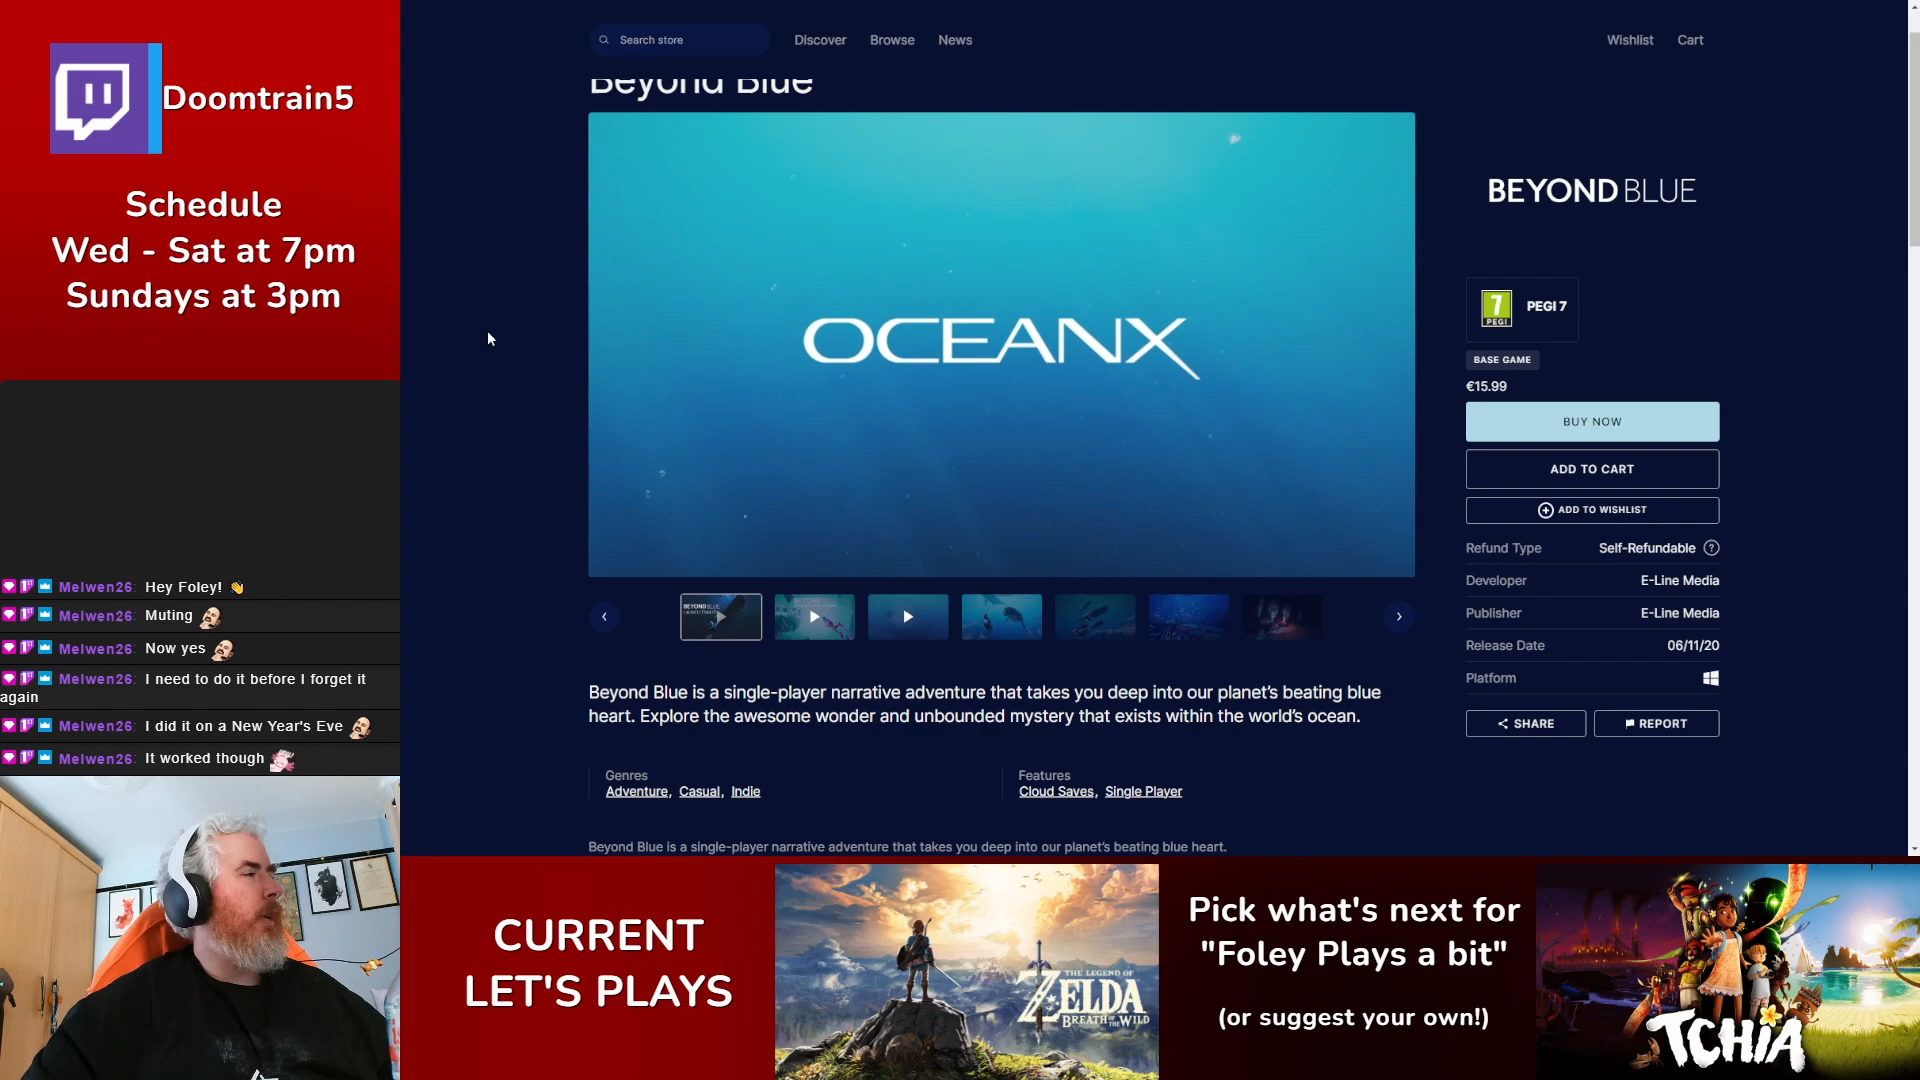 Doomtrain5
Schedule
Wed - Sat at 7pm
Sundays at 3pm
Melwen26: Hey Foley!
Melwen26: Muting
Melwen26: Now yes
Melwen26: I need to do it before I forget it
again
Melwen26: I did it on a New Year's Eve
Melwen26: It worked though
Search store
Discover
Browse
News
Wishlist
Cart
Beyond Blue
OCEANX
BEYOND BLUE
7
PEGI
PEGI 7
BASE GAME
€15.99
BUY NOW
ADD TO CART
ADD TO WISHLIST
Refund Type Self-Refundable ?
Developer E-Line Media
Publisher E-Line Media
Release Date 06/11/20
Platform
SHARE
REPORT
BEYOND BLUE
Beyond Blue is a single-player narrative adventure that takes you deep into our planet's beating blue
heart. Explore the awesome wonder and unbounded mystery that exists within the world's ocean.
Genres
Adventure, Casual, Indie
Features
Cloud Saves, Single Player
Beyond Blue is a single-player narrative adventure that takes you deep into our planet's beating blue heart.
CURRENT
LET'S PLAYS
THE LEGEND OF
ZELDA
BREATH OF THE WILD
Pick what's next for
"Foley Plays a bit"
(or suggest your own!)
TCHIA